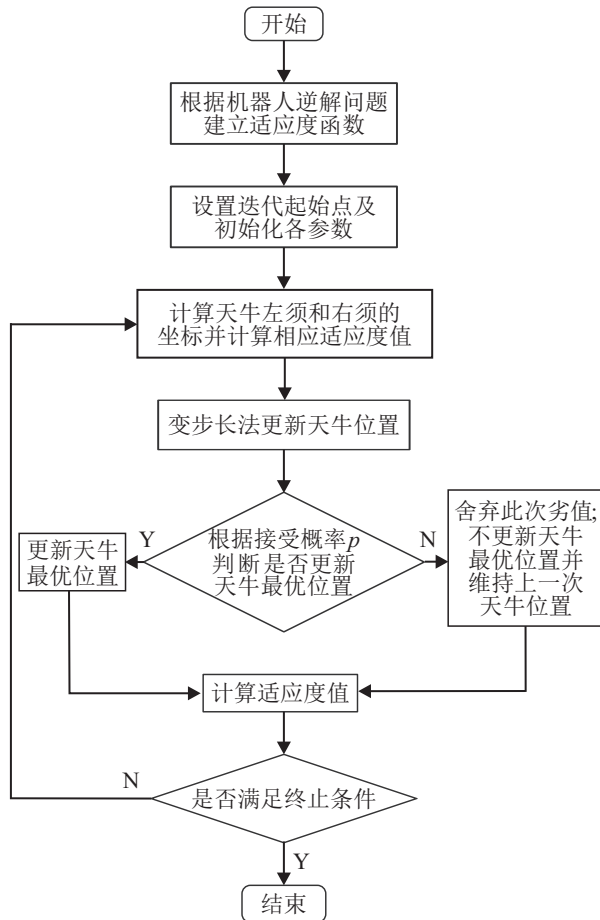 开始
根据机器人逆解问题
建立适应度函数
设置迭代起始点及
初始化各参数
计算天牛左须和右须的
坐标并计算相应适应度值
变步长法更新天牛位置
根据接受概率p
判断是否更新
天牛最优位置
Y
N
更新天牛
最优位置
舍弃此次劣值;
不更新天牛
最优位置并
维持上一次
天牛位置
计算适应度值
是否满足终止条件
N
Y
结束